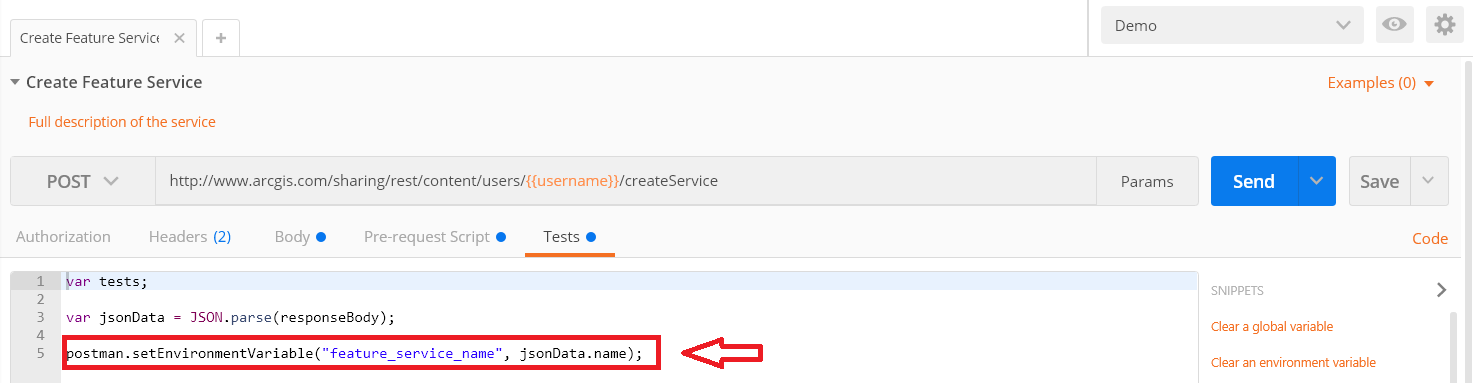 Create Feature Service
+
Demo
Create Feature Service
Examples (0)
Full description of the service
POST
http://www.arcgis.com/sharing/rest/content/users/{{username}}/createService
Params
Send
Save
Authorization
Headers (2)
Body
Pre-request Script
Tests
Code
1 var tests;
2
3 var jsonData = JSON.parse(responseBody);
4
5 postman.setEnvironmentVariable("feature_service_name", jsonData.name);
SNIPPETS
Clear a global variable
Clear an environment variable